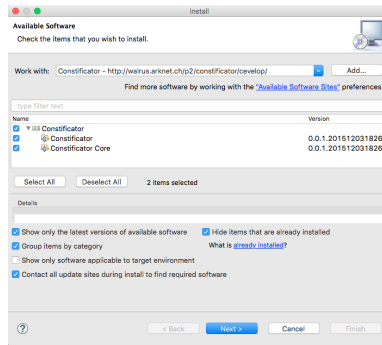 Install
Available Software
Check the items that you wish to install.
Work with: Constificator - http://walrus.arknet.ch/p2/constificator/cevelop/ Add...
Find more software by working with the "Available Software Sites" preferences
type filter text
Name Version
Constificator
Constificator 0.0.1.201512031826
Constificator Core 0.0.1.201512031826
Select All Deselect All 2 items selected
Details
Show only the latest versions of available software Hide items that are already installed
Group items by category What is already installed?
Show only software applicable to target environment
Contact all update sites during install to find required software
? < Back Next > Cancel Finish